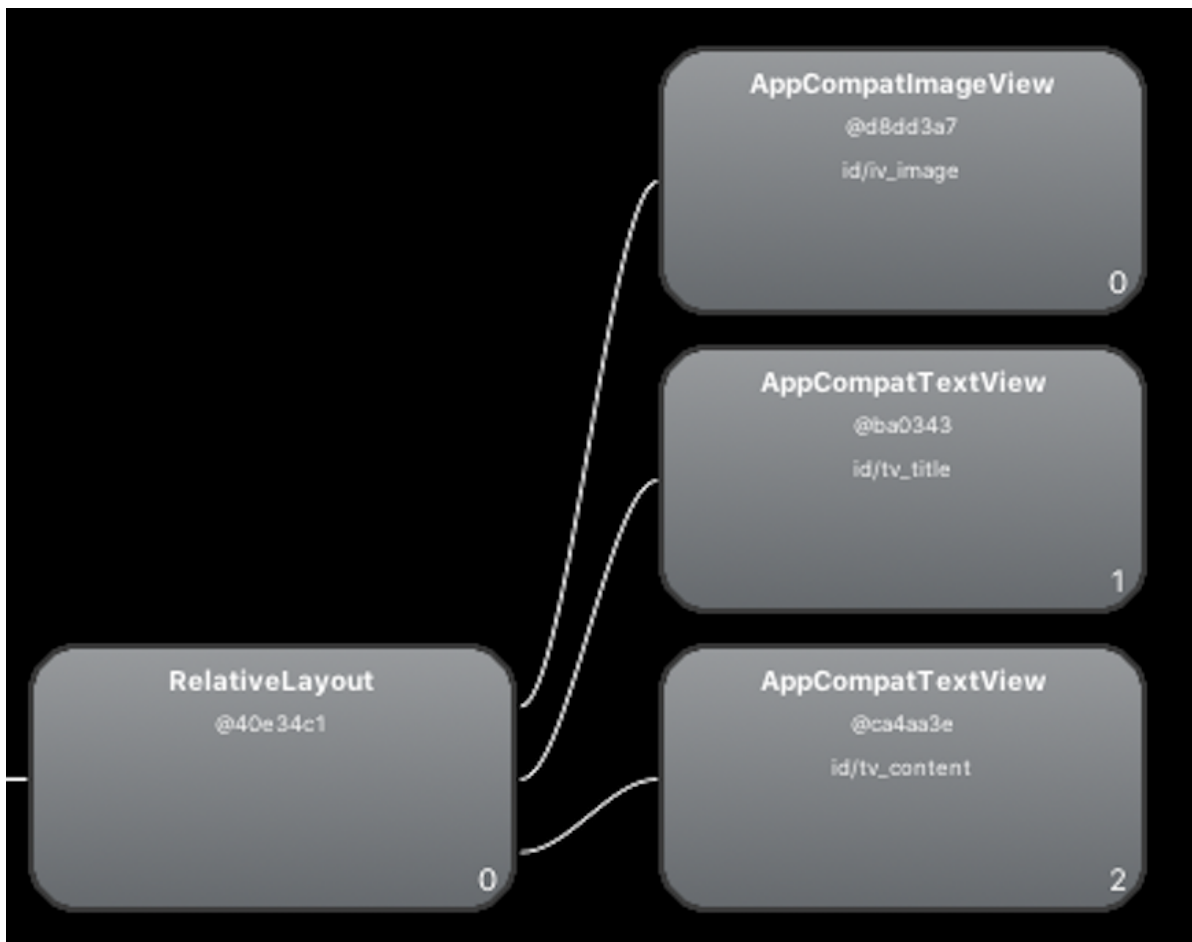 AppCompatImageView
@d8dd3a7
id/iv_image
0
AppCompatTextView
@ba0343
id/tv_title
1
RelativeLayout
@40e34c1
0
AppCompatTextView
@ca4aa3e
id/tv_content
2